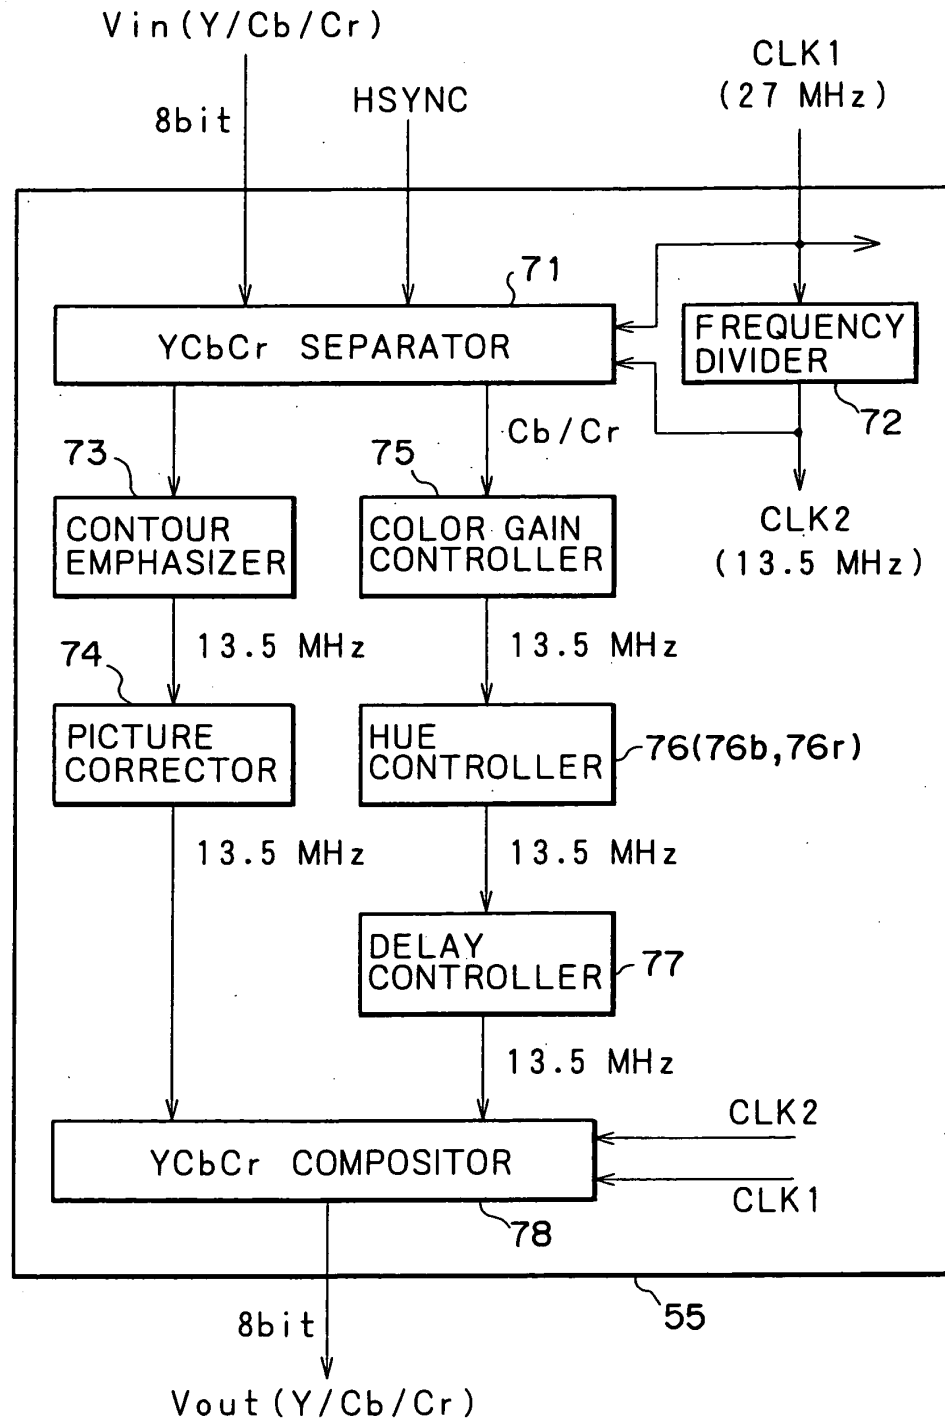 Vin(Y/Cb/Cr)
CLK1
(27 MHz)
HSYNC
8bit
71
YCbCr SEPARATOR
FREQUENCY
DIVIDER
72
Cb/Cr
73
75
CONTOUR
EMPHASIZER
COLOR GAIN
CONTROLLER
CLK2
(13.5 MHz)
13.5 MHz
13.5 MHz
74
PICTURE
CORRECTOR
HUE
CONTROLLER
76(76b,76r)
13.5 MHz
13.5 MHz
DELAY
CONTROLLER
77
13.5 MHz
CLK2
YCbCr COMPOSITOR
CLK1
78
55
8bit
Vout(Y/Cb/Cr)